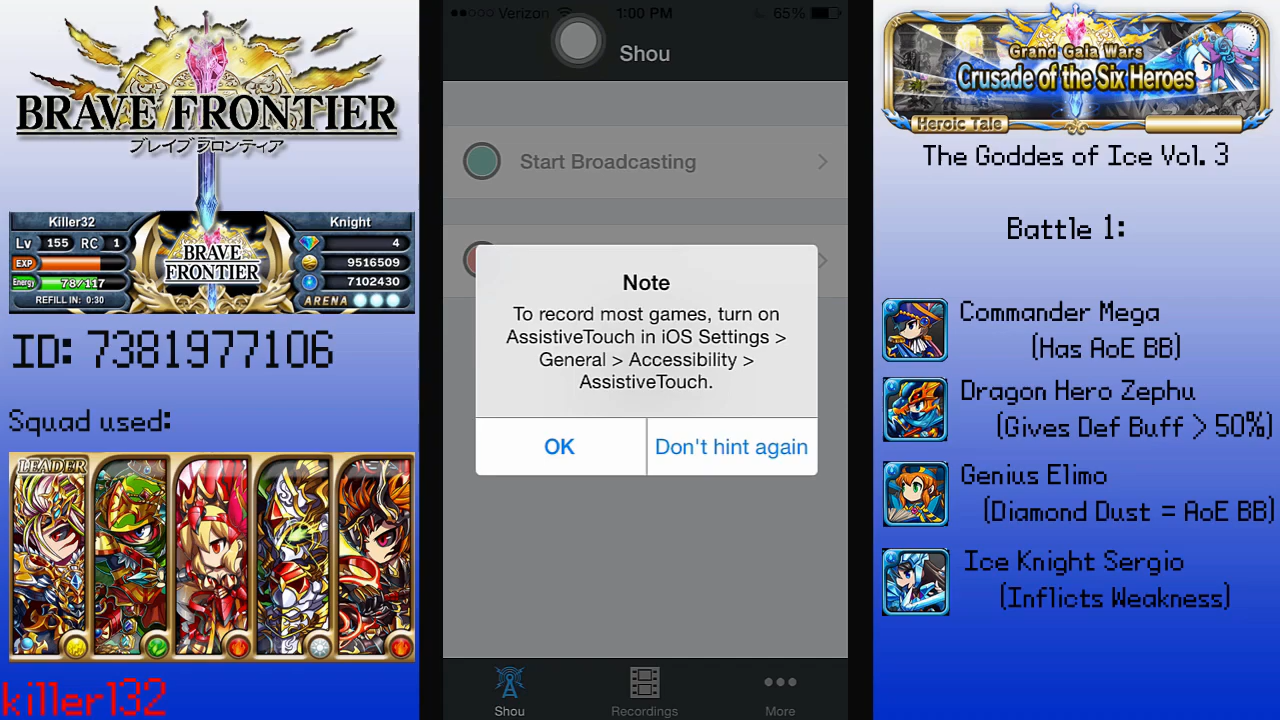 BRAVE FRONTIER
ブレイブ フロンティア
Killer32
Knight
Lv 155 RC 1
4
EXP
9516509
Energy 78/117
7102430
REFILL IN: 0:30
ARENA
BRAVE
FRONTIER
ID: 7381977106
Squad used:
LEADER
killer132
Verizon
1:00 PM
65%
Shou
Start Broadcasting
Note
To record most games, turn on
AssistiveTouch in iOS Settings >
General > Accessibility >
AssistiveTouch.
OK
Don't hint again
Shou
Recordings
More
Grand Gaia Wars
Crusade of the Six Heroes
Heroic Tale
The Goddes of Ice Vol. 3
Battle 1:
Commander Mega
(Has AoE BB)
Dragon Hero Zephu
(Gives Def Buff > 50%)
Genius Elimo
(Diamond Dust = AoE BB)
Ice Knight Sergio
(Inflicts Weakness)